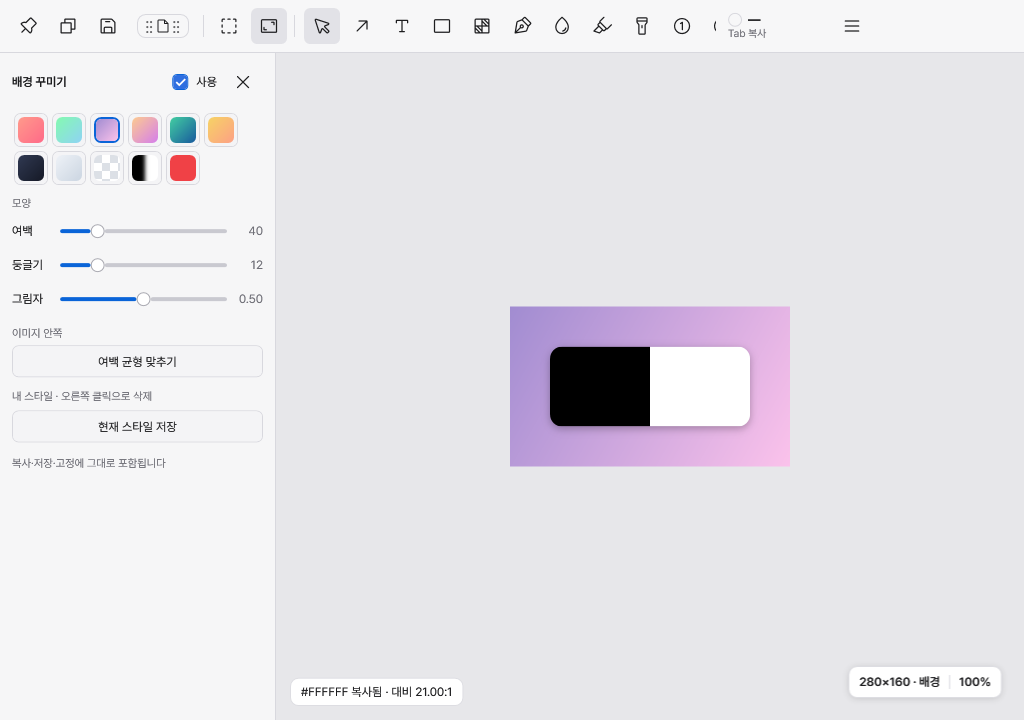 1
Tab 복사
배경 꾸미기
사용
모양
여백 40
둥글기 12
그림자 0.50
이미지 안쪽
여백 균형 맞추기
내 스타일 · 오른쪽 클릭으로 삭제
현재 스타일 저장
복사·저장·고정에 그대로 포함됩니다
#FFFFFF 복사됨 · 대비 21.00:1
280×160 · 배경 100%